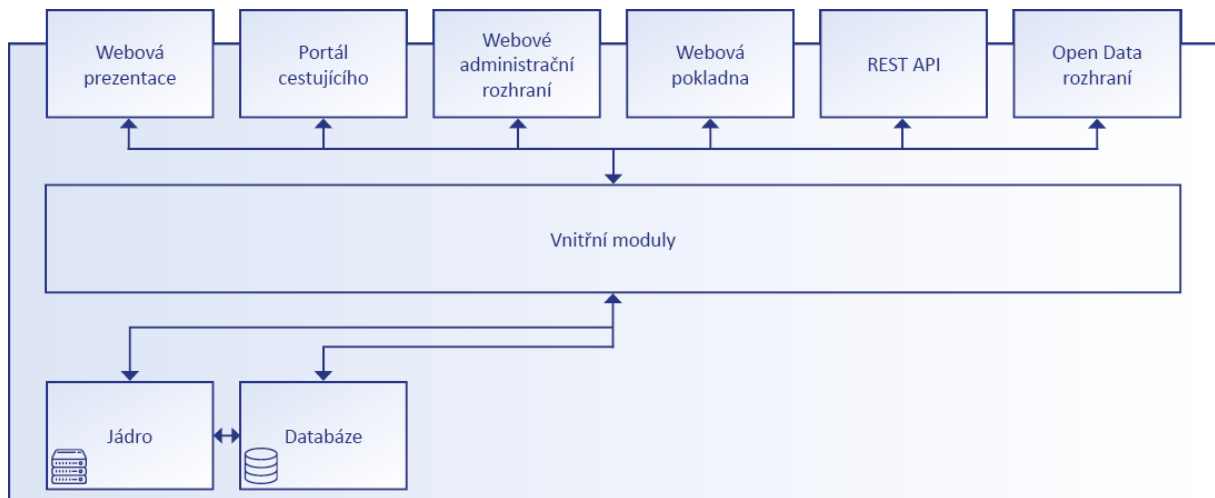 Webová
prezentace
Portál
cestujícího
Webové
administrační
rozhraní
Webová
pokladna
REST API
Open Data
rozhraní
Vnitřní moduly
Jádro
Databáze